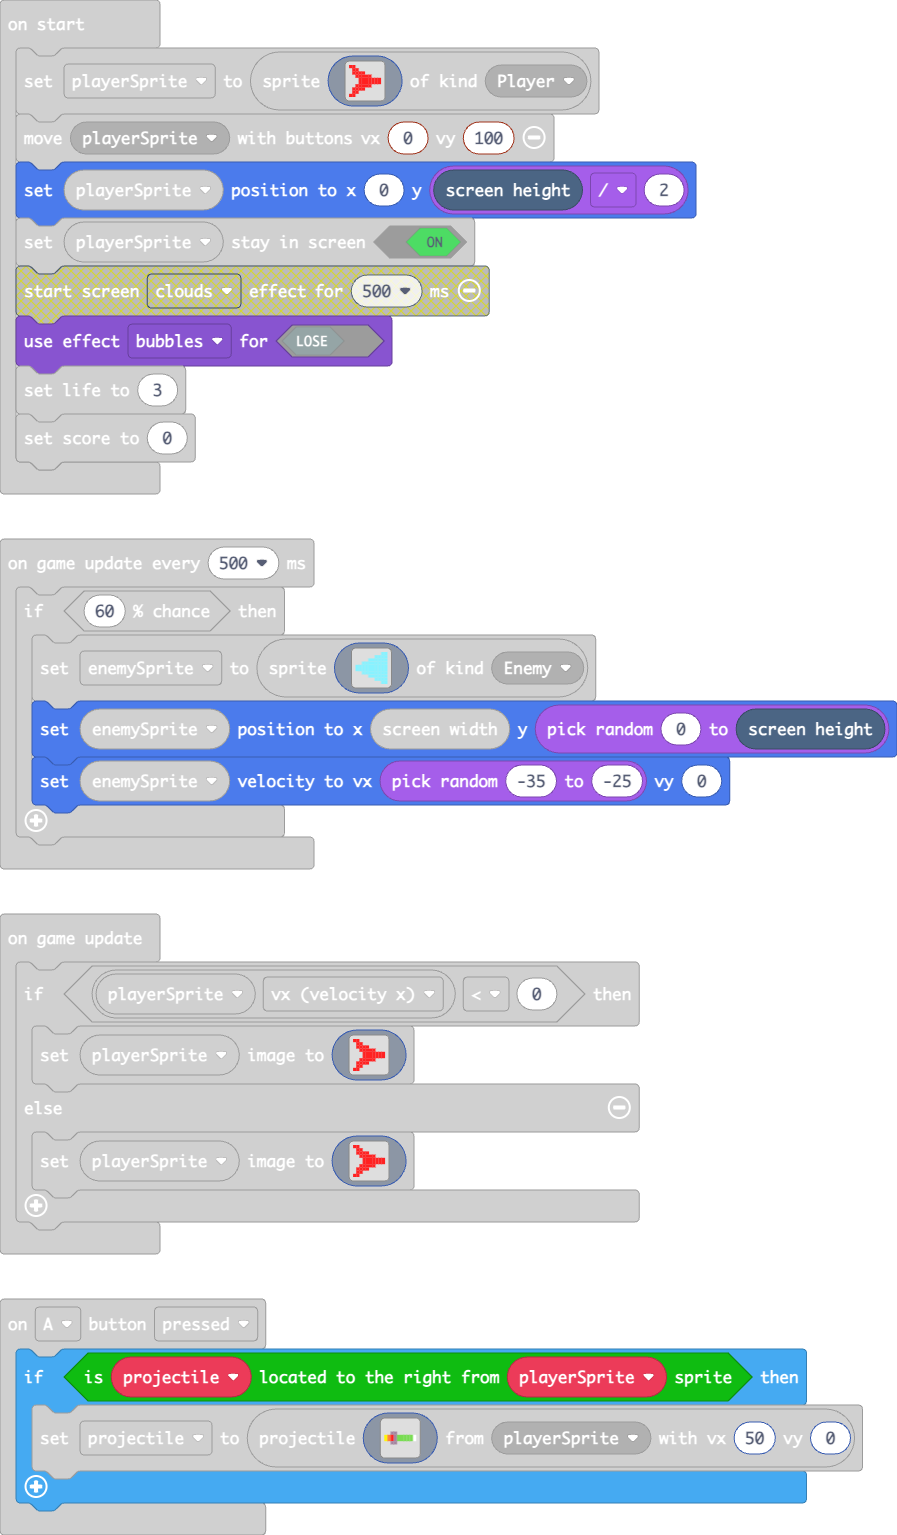 on start
set playerSprite to sprite of kind Player
move playerSprite with buttons vx 0 vy 100
set playerSprite position to x 0 y screen height / 2
set playerSprite stay in screen ON
start screen clouds effect for 500 ms
use effect bubbles for LOSE
set life to 3
set score to 0
on game update every 500 ms
if 60 % chance then
set enemySprite to sprite of kind Enemy
set enemySprite position to x screen width y pick random 0 to screen height
set enemySprite velocity to vx pick random -35 to -25 vy 0
on game update
if playerSprite vx (velocity x) < 0 then
set playerSprite image to
else
set playerSprite image to
on A button pressed
if is projectile located to the right from playerSprite sprite then
set projectile to projectile from playerSprite with vx 50 vy 0